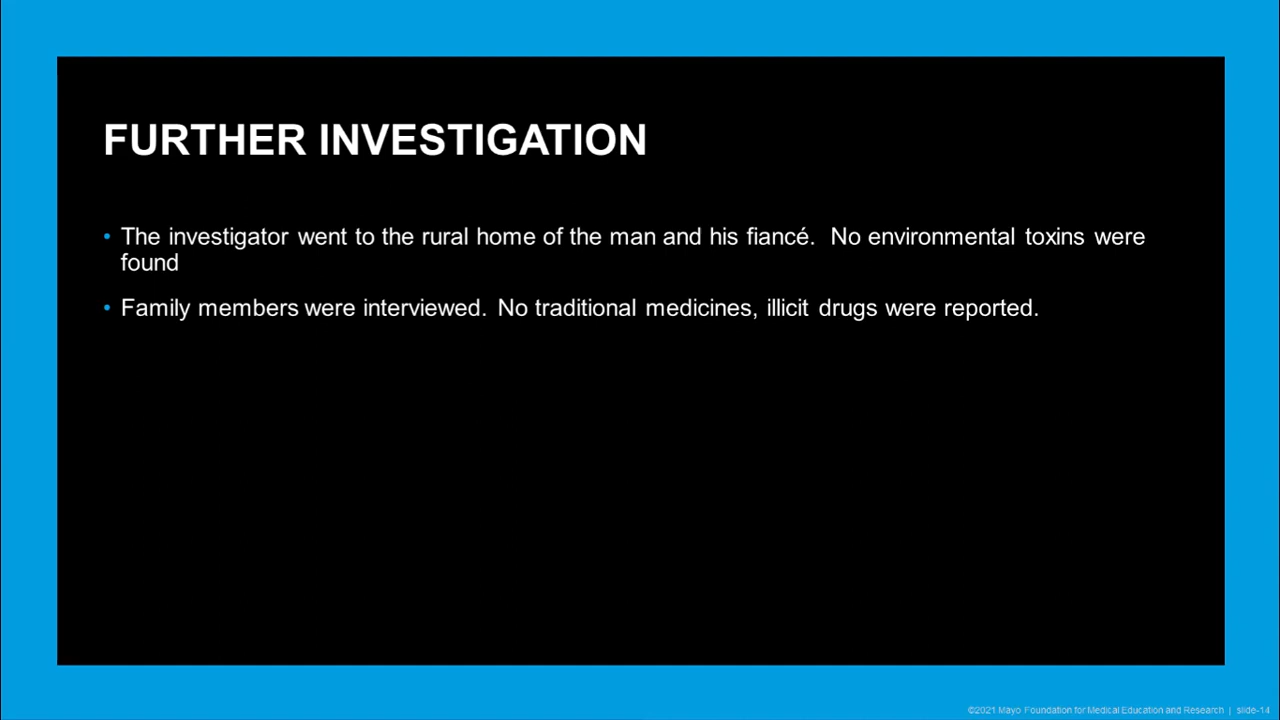 FURTHER INVESTIGATION
• The investigator went to the rural home of the man and his fiancé.  No environmental toxins were
found
• Family members were interviewed.  No traditional medicines, illicit drugs were reported.
©2021 Mayo Foundation for Medical Education and Research | slide-14